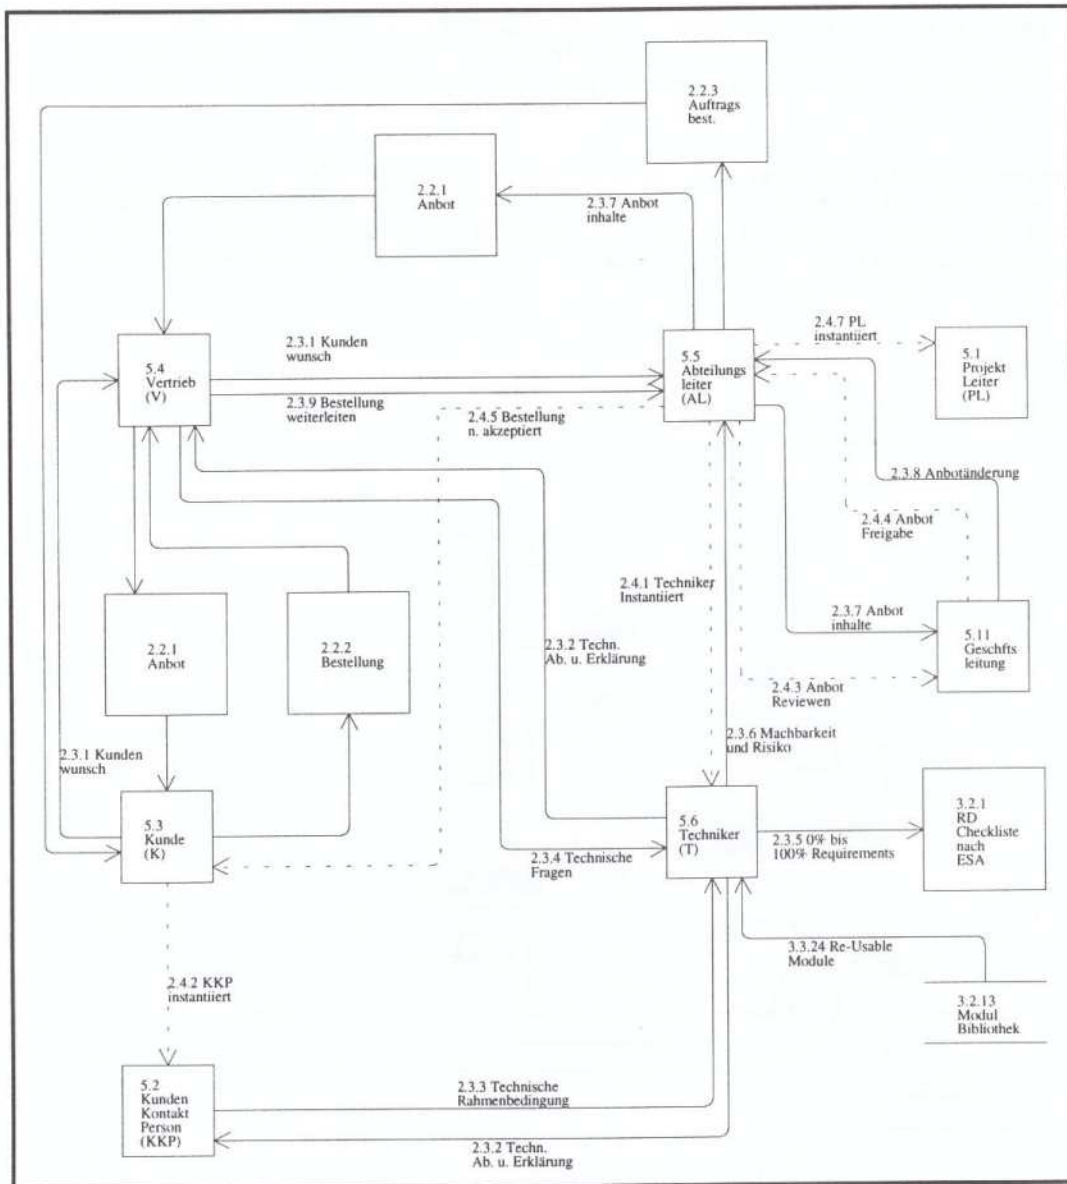 2.2.3
Auftrags
best.
2.2.1
Anbot
2.3.7 Anbot
inhalte
2.3.1 Kunden
wunsch
2.4.7 PL
instantiiert
5.4
Vertrieb
(V)
5.5
Abteilungs
leiter
(AL)
5.1
Projekt
Leiter
(PL)
2.3.9 Bestellung
weiterleiten
2.4.5 Bestellung
n. akzeptiert
2.3.8 Anbotänderung
2.4.4 Anbot
Freigabe
2.4.1 Techniker
Instantiiert
2.2.1
Anbot
2.2.2
Bestellung
2.3.2 Techn.
Ab. u. Erklärung
2.3.7 Anbot
inhalte
5.11
Geschfts
leitung
2.4.3 Anbot
Reviewen
2.3.1 Kunden
wunsch
2.3.6 Machbarkeit
und Risiko
5.3
Kunde
(K)
5.6
Techniker
(T)
3.2.1
RD
Checkliste
nach
ESA
2.3.5 0% bis
100% Requirements
2.3.4 Technische
Fragen
3.3.24 Re-Usable
Module
2.4.2 KKP
instantiiert
3.2.13
Modul
Bibliothek
5.2
Kunden
Kontakt
Person
(KKP)
2.3.3 Technische
Rahmenbedingung
2.3.2 Techn.
Ab. u. Erklärung